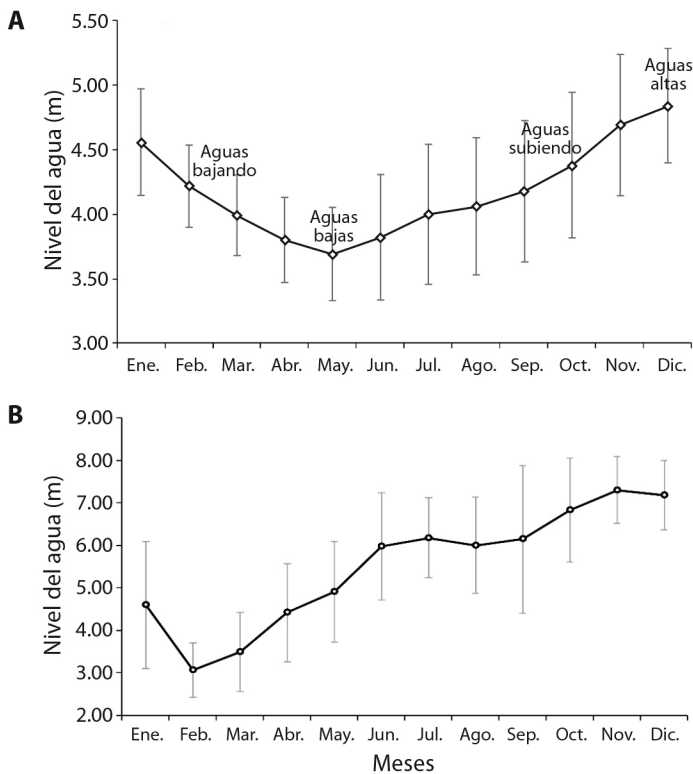 A
Nivel del agua (m)
5.50
5.00
4.50
4.00
3.50
3.00
Aguas
bajando
Aguas
bajas
Aguas
subiendo
Aguas
altas
Ene. Feb. Mar. Abr. May. Jun. Jul. Ago. Sep. Oct. Nov. Dic.
B
Nivel del agua (m)
9.00
8.00
7.00
6.00
5.00
4.00
3.00
2.00
Ene. Feb. Mar. Abr. May. Jun. Jul. Ago. Sep. Oct. Nov. Dic.
Meses